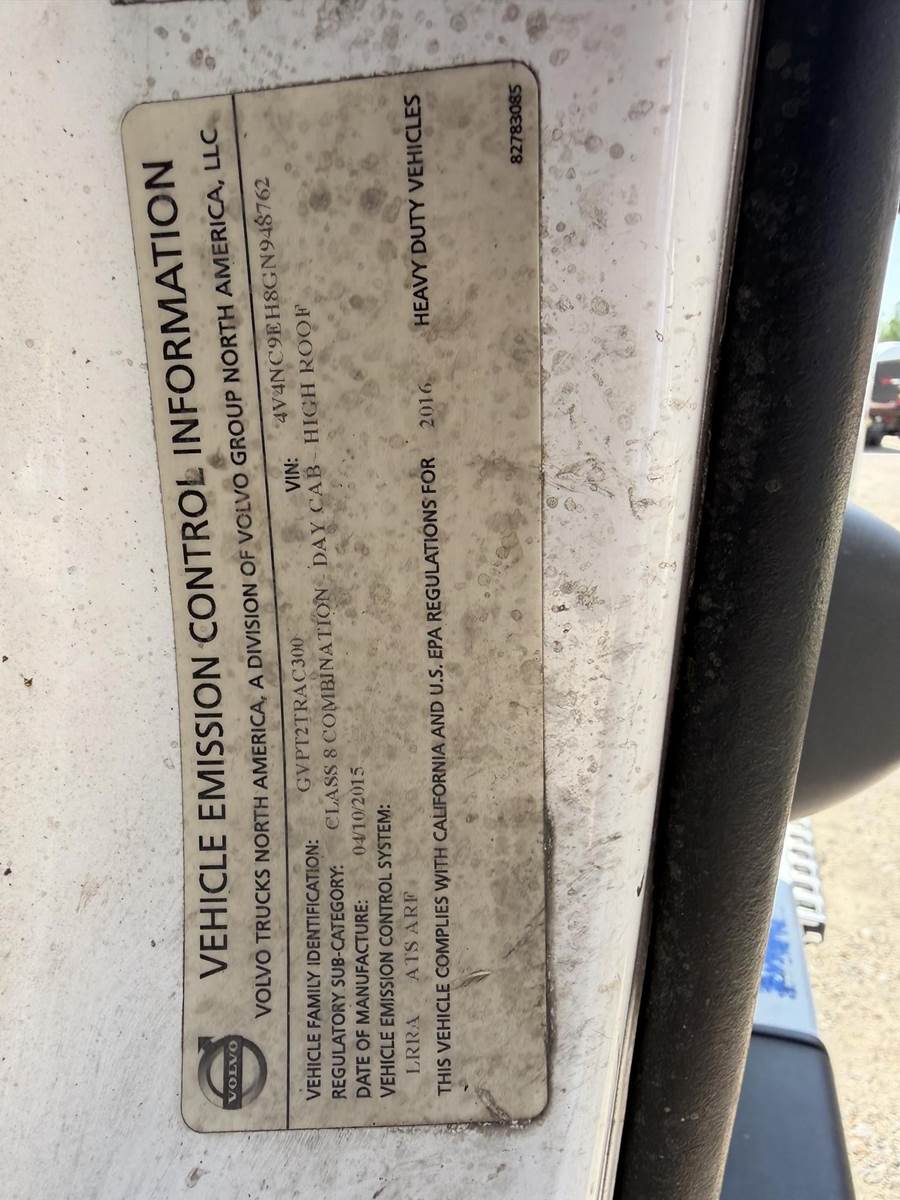 VOLVO
VEHICLE EMISSION CONTROL INFORMATION
VOLVO TRUCKS NORTH AMERICA, A DIVISION OF VOLVO GROUP NORTH AMERICA, LLC
VEHICLE FAMILY IDENTIFICATION: GVPT2TRAC300 VIN: 4V4NC9EH8GN948762
REGULATORY SUB-CATEGORY: CLASS 8 COMBINATION - DAY CAB - HIGH ROOF
DATE OF MANUFACTURE: 04/10/2015
VEHICLE EMISSION CONTROL SYSTEM:
LRRA ATS ARF
THIS VEHICLE COMPLIES WITH CALIFORNIA AND U.S. EPA REGULATIONS FOR 2016 HEAVY DUTY VEHICLES
82783085